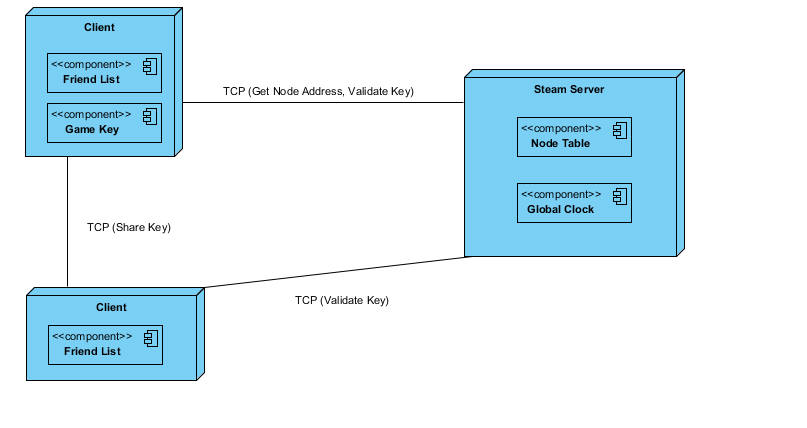 Client
<<component>>
Friend List
<<component>>
Game Key
TCP (Get Node Address, Validate Key)
Steam Server
<<component>>
Node Table
<<component>>
Global Clock
TCP (Share Key)
TCP (Validate Key)
Client
<<component>>
Friend List